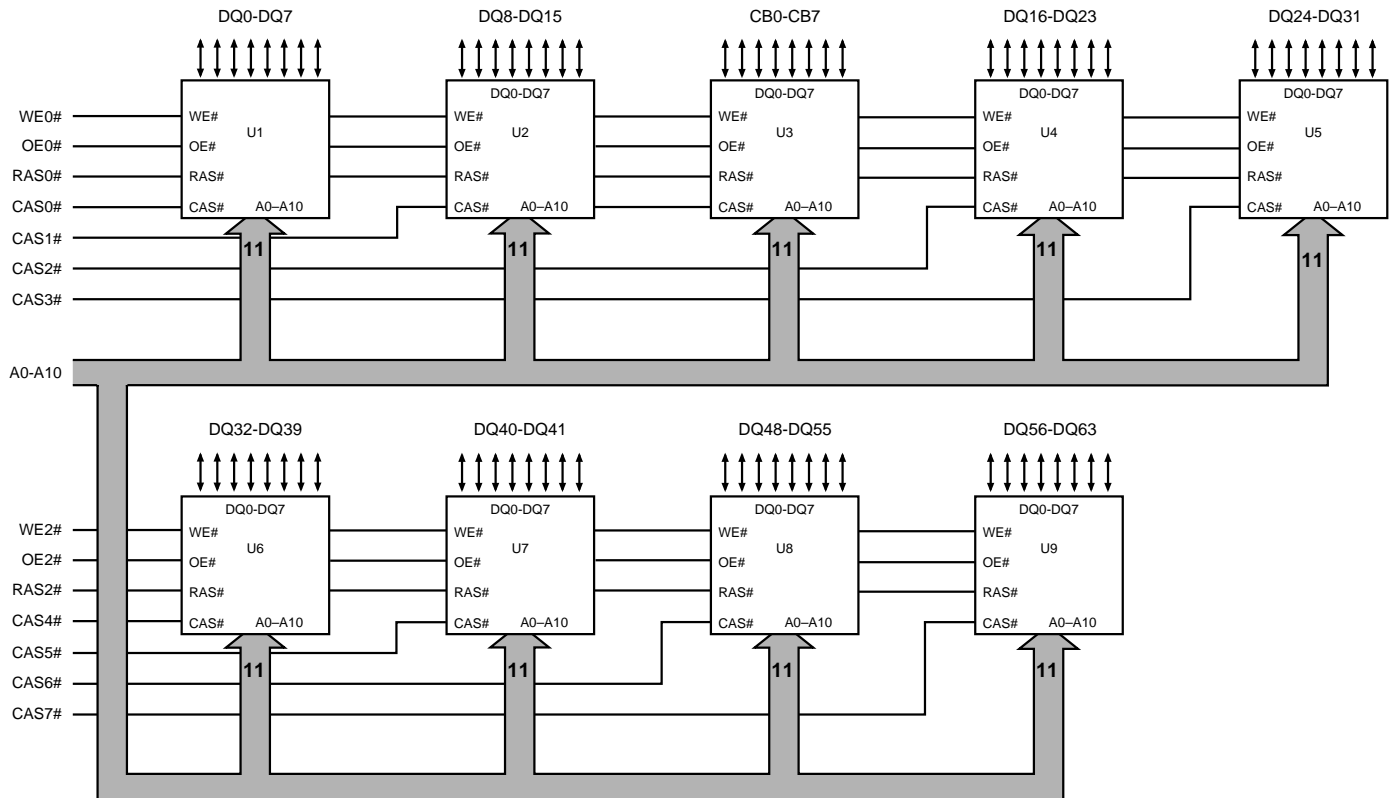 DQ0-DQ7 DQ8-DQ15 CB0-CB7 DQ16-DQ23 DQ24-DQ31
DQ0-DQ7 DQ0-DQ7 DQ0-DQ7 DQ0-DQ7
WE0# WE# WE# WE# WE# WE#
U1 U2 U3 U4 U5
OE0# OE# OE# OE# OE# OE#
RAS0# RAS# RAS# RAS# RAS# RAS#
CAS0# CAS# A0–A10 CAS# A0–A10 CAS# A0–A10 CAS# A0–A10 CAS# A0–A10
CAS1#
11 11 11 11 11
CAS2#
CAS3#
A0-A10
DQ32-DQ39 DQ40-DQ41 DQ48-DQ55 DQ56-DQ63
DQ0-DQ7 DQ0-DQ7 DQ0-DQ7 DQ0-DQ7
WE2# WE# WE# WE# WE#
U6 U7 U8 U9
OE2# OE# OE# OE# OE#
RAS2# RAS# RAS# RAS# RAS#
CAS4# CAS# A0–A10 CAS# A0–A10 CAS# A0–A10 CAS# A0–A10
CAS5#
11 11 11 11
CAS6#
CAS7#